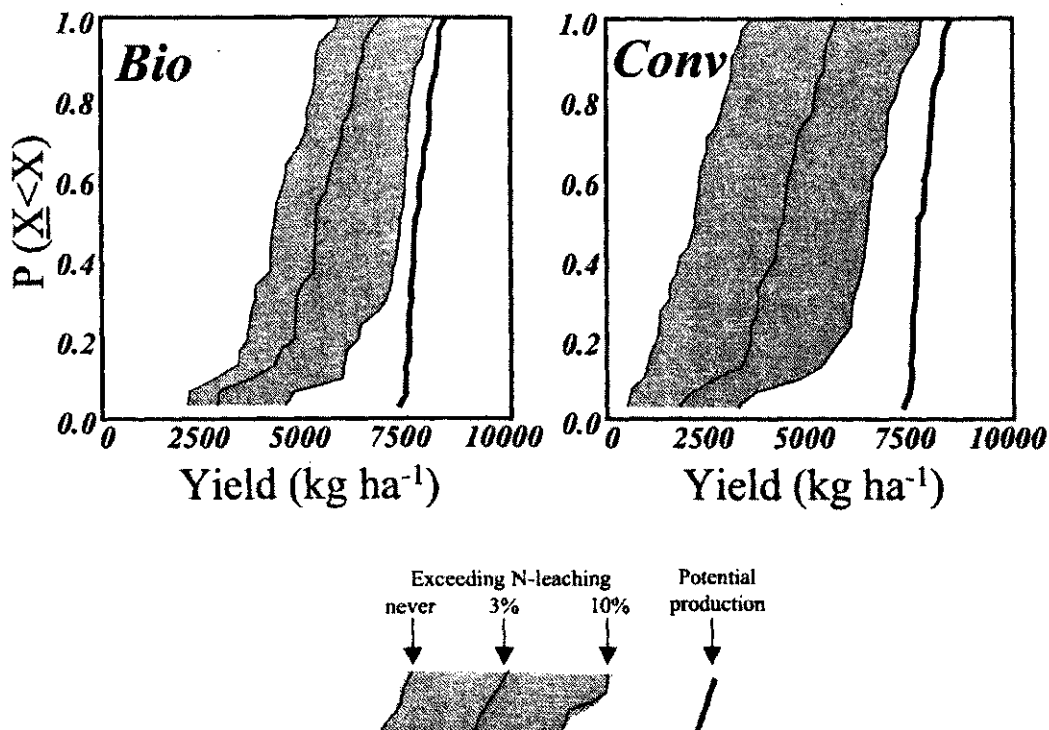 Bio
1.0
0.8
0.6
0.4
0.2
0.0
P (X<X)
0 2500 5000 7500 10000
Yield (kg ha-1)
Conv
1.0
0.8
0.6
0.4
0.2
0.0
0 2500 5000 7500 10000
Yield (kg ha-1)
Exceeding N-leaching
never 3% 10%
Potential
production